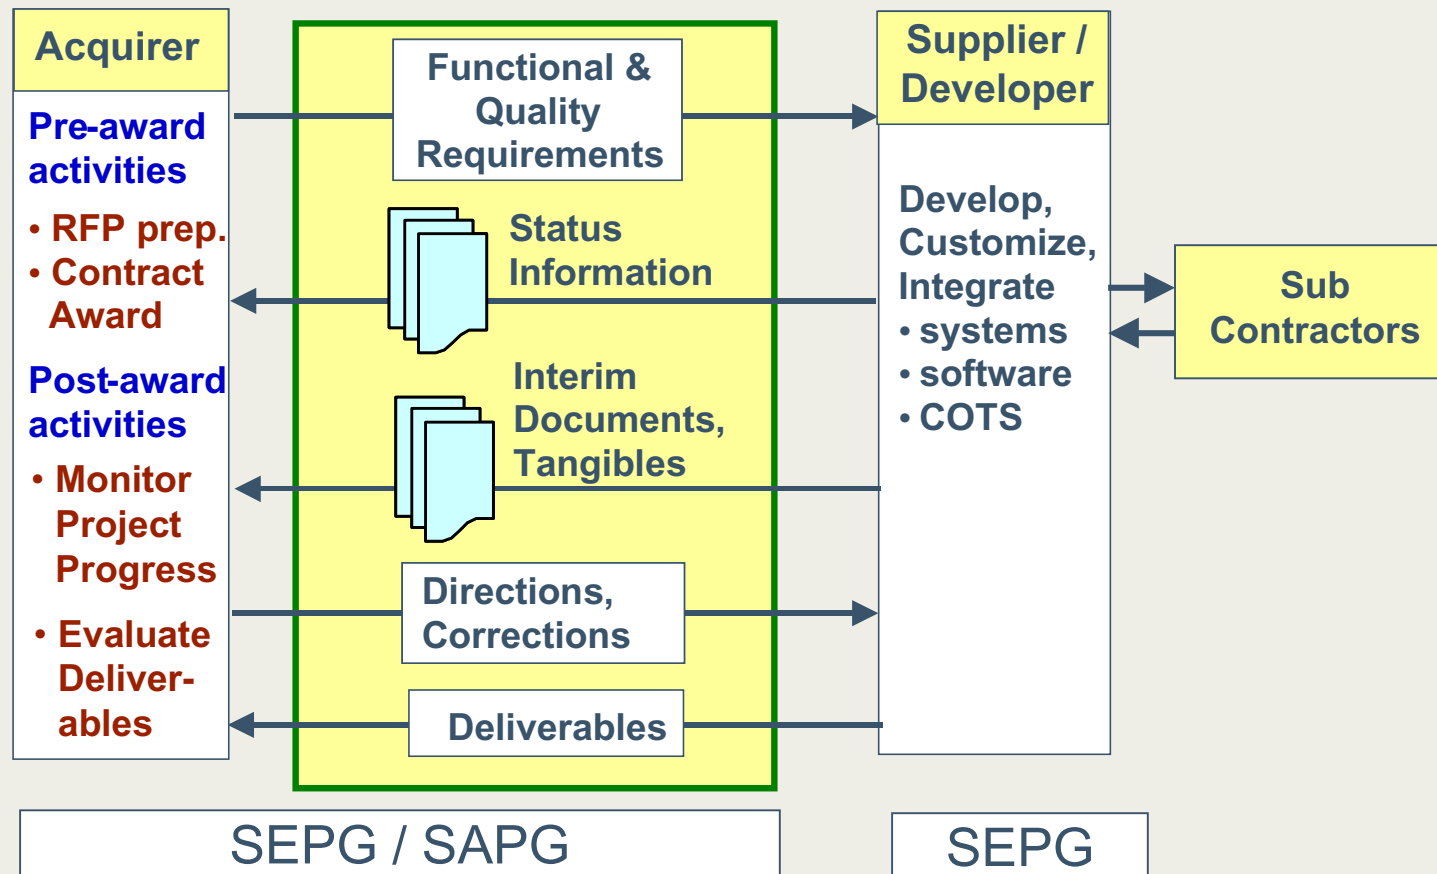 Acquirer
Pre-award
activities
• RFP prep.
• Contract
Award
Post-award
activities
• Monitor
Project
Progress
• Evaluate
Deliver-
ables
Functional &
Quality
Requirements
Status
Information
Interim
Documents,
Tangibles
Directions,
Corrections
Deliverables
Supplier /
Developer
Develop,
Customize,
Integrate
• systems
• software
• COTS
Sub
Contractors
SEPG / SAPG
SEPG